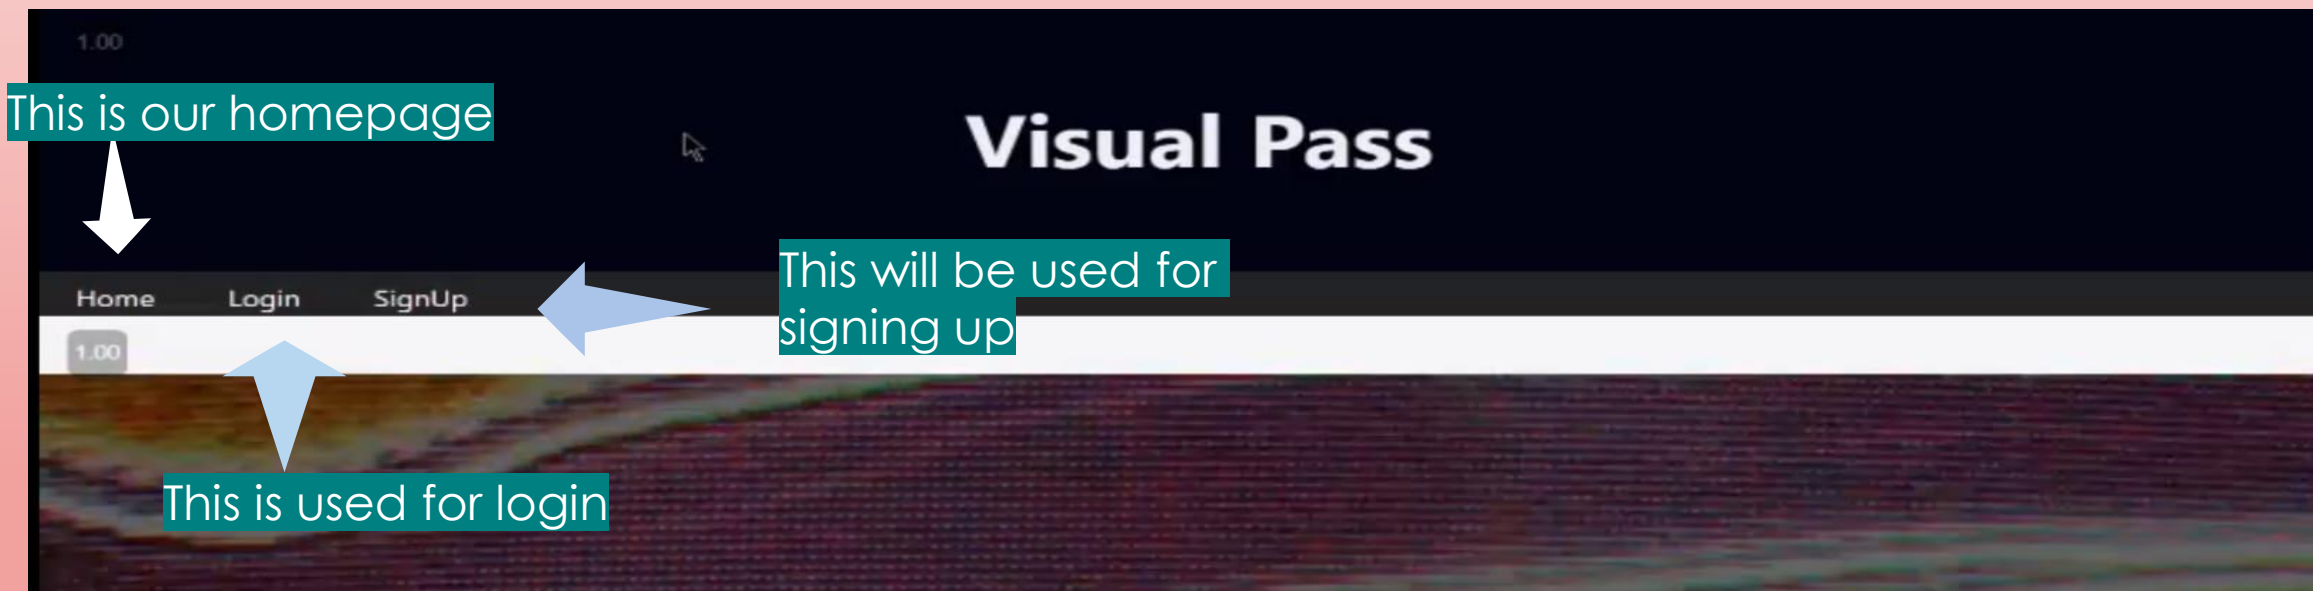 1.00
This is our homepage
Visual Pass
This will be used for
signing up
Home Login SignUp
1.00
This is used for login